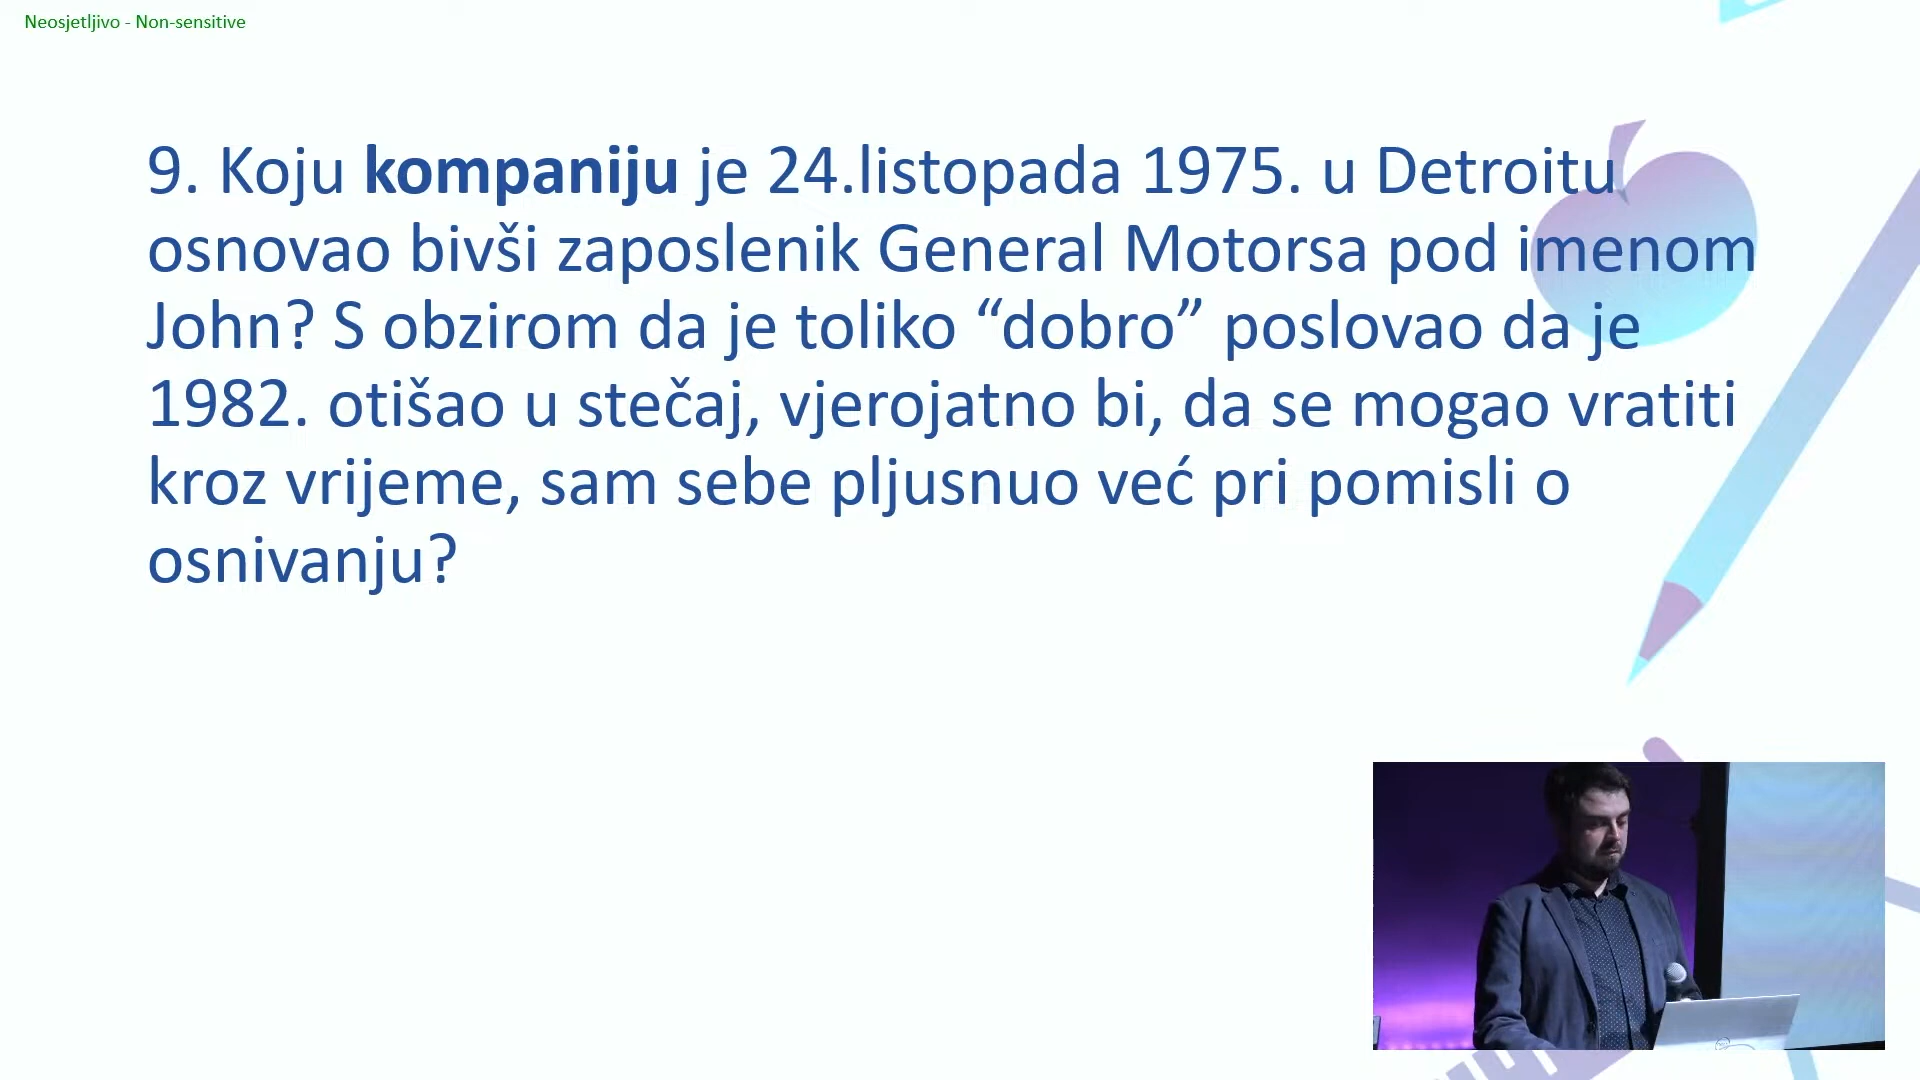 Neosjetljivo - Non-sensitive
9. Koju kompaniju je 24.listopada 1975. u Detroitu
osnovao bivši zaposlenik General Motorsa pod imenom
John? S obzirom da je toliko “dobro” poslovao da je
1982. otišao u stečaj, vjerojatno bi, da se mogao vratiti
kroz vrijeme, sam sebe pljusnuo već pri pomisli o
osnivanju?